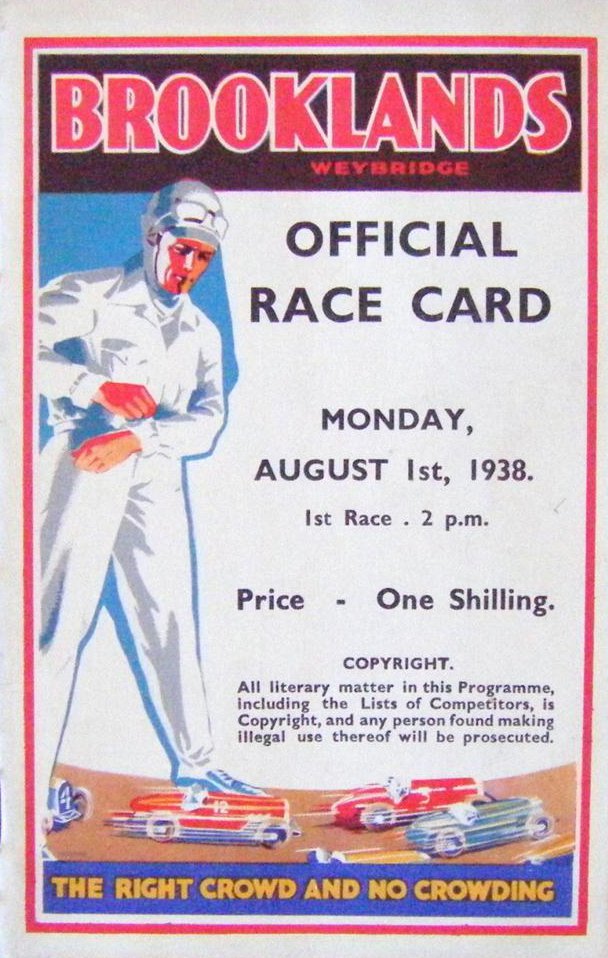 BROOKLANDS
WEYBRIDGE
OFFICIAL
RACE CARD
MONDAY,
AUGUST 1st, 1938.
1st Race . 2 p.m.
Price - One Shilling.
COPYRIGHT.
All literary matter in this Programme,
including the Lists of Competitors, is
Copyright, and any person found making
illegal use thereof will be prosecuted.
4
12
THE RIGHT CROWD AND NO CROWDING